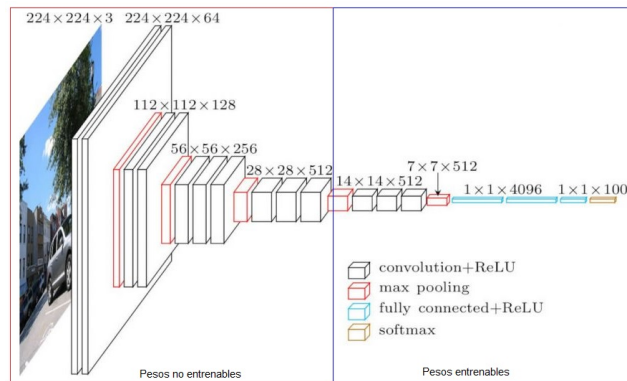 224×224×3 224×224×64
112×112×128
56×56×256
28×28×512
14×14×512
7×7×512
1×1×4096 1×1×100
convolution+ReLU
max pooling
fully connected+ReLU
softmax
Pesos no entrenables
Pesos entrenables